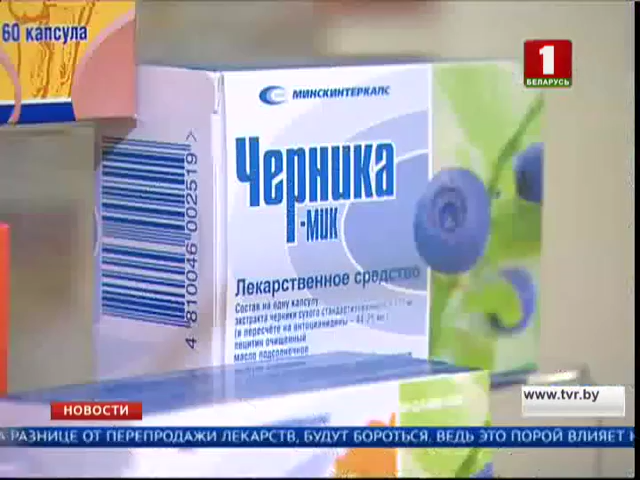 60 капсула
1
БЕЛАРУСЬ
МИНСКИНТЕРКАПС
Черника
-мик
Лекарственное средство
Состав на одну капсулу
экстракта черники сухого
(в пересчёте на антоцианидины –
лецитин очищенный
масло подсолнечное
4 810046 002519 >
www.tvr.by
НОВОСТИ
РАЗНИЦЕ ОТ ПЕРЕПРОДАЖИ ЛЕКАРСТВ, БУДУТ БОРОТЬСЯ, ВЕДЬ ЭТО ПОРОЙ ВЛИЯЕТ